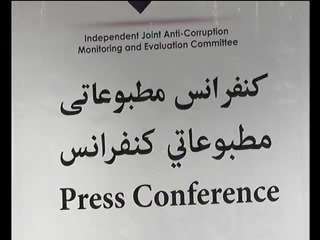 Independent Joint Anti-Corruption
Monitoring and Evaluation Committee
کنفرانس مطبوعاتی
مطبوعاتي کنفرانس
Press Conference